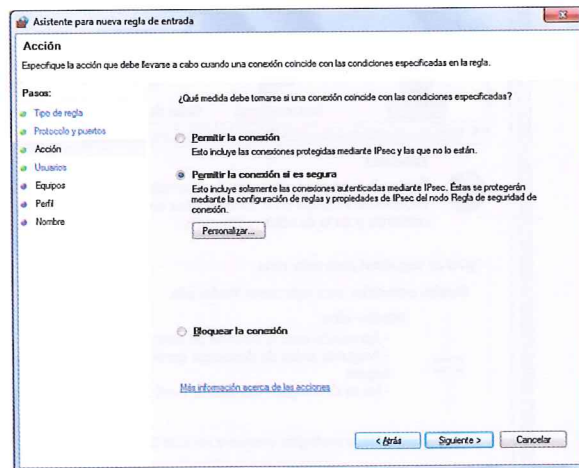 Asistente para nueva regla de entrada
Acción
Especifique la acción que debe llevarse a cabo cuando una conexión coincide con las condiciones especificadas en la regla.
Pasos:
Tipo de regla
Protocolo y puertos
Acción
Usuarios
Equipos
Perfil
Nombre
¿Qué medida debe tomarse si una conexión coincide con las condiciones especificadas?
Permitir la conexión
Esto incluye las conexiones protegidas mediante IPsec y las que no lo están.
Permitir la conexión si es segura
Esto incluye solamente las conexiones autenticadas mediante IPsec. Éstas se protegerán
mediante la configuración de reglas y propiedades de IPsec del nodo Regla de seguridad de
conexión.
Personalizar...
Bloquear la conexión
Más información acerca de las acciones
< Atrás
Siguiente >
Cancelar